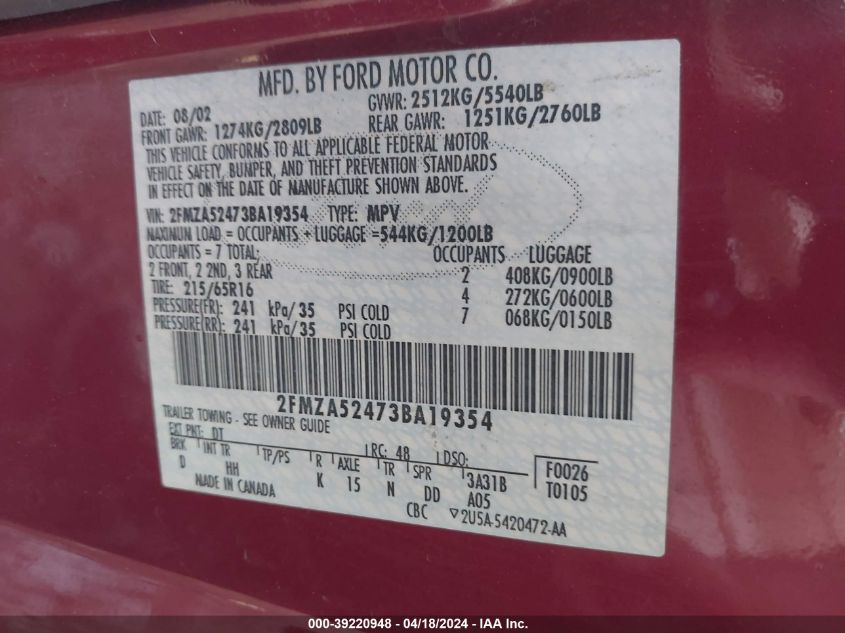 MFD. BY FORD MOTOR CO.
DATE: 08/02 GVWR: 2512KG/5540LB
FRONT GAWR: 1274KG/2809LB REAR GAWR: 1251KG/2760LB
THIS VEHICLE CONFORMS TO ALL APPLICABLE FEDERAL MOTOR
VEHICLE SAFETY, BUMPER, AND THEFT PREVENTION STANDARDS
IN EFFECT ON THE DATE OF MANUFACTURE SHOWN ABOVE.
VIN: 2FMZA52473BA19354 TYPE: MPV
MAXIMUM LOAD = OCCUPANTS + LUGGAGE =544KG/1200LB
OCCUPANTS = 7 TOTAL; OCCUPANTS LUGGAGE
2 FRONT, 2 2ND, 3 REAR 2 408KG/0900LB
TIRE: 215/65R16 4 272KG/0600LB
PRESSURE(FR): 241 kPa/35 PSI COLD 7 068KG/0150LB
PRESSURE(RR): 241 kPa/35 PSI COLD
2FMZA52473BA19354
TRAILER TOWING - SEE OWNER GUIDE
EXT PNT: DT RC: 48 DSO: F0026
BRK INT TR TP/PS R AXLE TR SPR 3A31B T0105
D HH K 15 N DD A05
MADE IN CANADA CBC ▽2U5A-5420472-AA
000-39220948 - 04/18/2024 - IAA Inc.